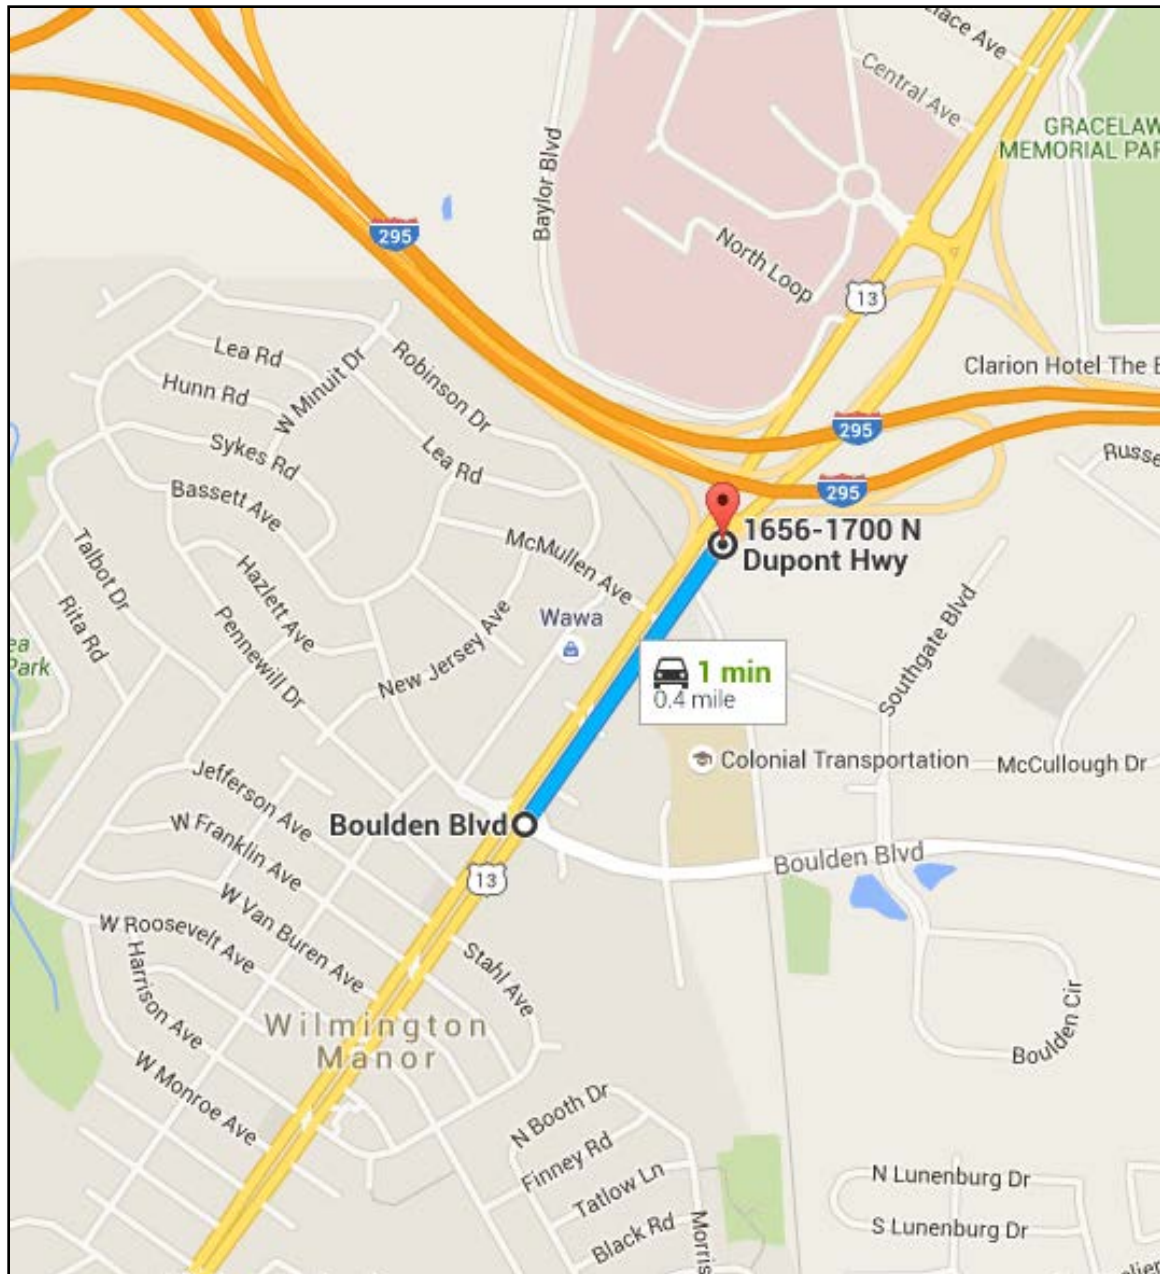 llace Ave
Central Ave
GRACELAW
MEMORIAL PAR
Baylor Blvd
295
North Loop
13
Clarion Hotel The B
Lea Rd
W Minuit Dr
Robinson Dr
Hunn Rd
295
Sykes Rd
Lea Rd
Russe
295
Bassett Ave
1656-1700 N
Dupont Hwy
Talbot Dr
McMullen Ave
Hazlett Ave
Rita Rd
Pennewill Dr
Wawa
New Jersey Ave
Southgate Blvd
ea
Park
1 min
0.4 mile
Colonial Transportation
McCullough Dr
Jefferson Ave
Boulden Blvd
W Franklin Ave
Boulden Blvd
13
W Van Buren Ave
W Roosevelt Ave
Stahl Ave
Harrison Ave
Wilmington
Manor
Boulden Cir
W Monroe Ave
N Booth Dr
Finney Rd
Tatlow Ln
N Lunenburg Dr
Black Rd
Morris
S Lunenburg Dr